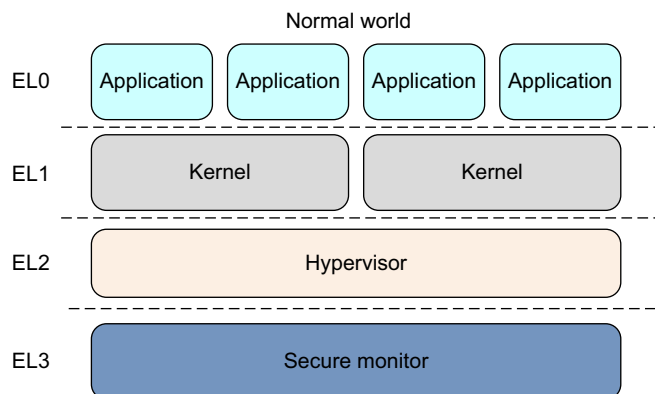 Normal world
EL0 Application Application Application Application
EL1 Kernel Kernel
EL2 Hypervisor
EL3 Secure monitor